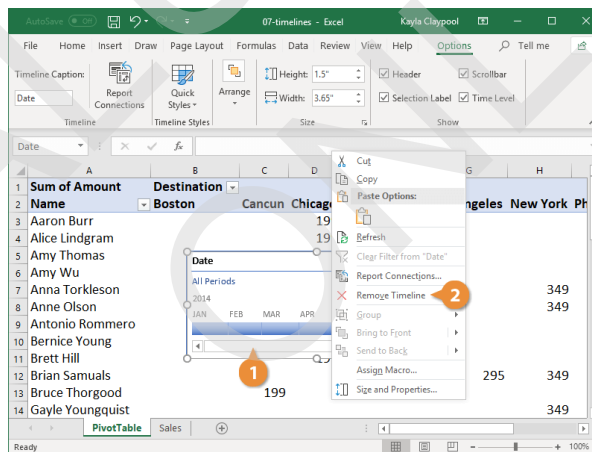 AutoSave Off 07-timelines - Excel Kayla Claypool
File Home Insert Draw Page Layout Formulas Data Review View Help Options Tell me
Timeline Caption:
Date
Report Connections
Quick Styles
Arrange
Height: 1.5"
Width: 3.65"
Header Scrollbar
Selection Label Time Level
Timeline Timeline Styles Size Show
Date fx
A B C D G H
1 Sum of Amount Destination
2 Name Boston Cancun Chicago ngeles New York Ph
3 Aaron Burr 19
4 Alice Lindgram 19
5 Amy Thomas
6 Amy Wu
7 Anna Torkleson 349
8 Anne Olson 349
9 Antonio Rommero
10 Bernice Young
11 Brett Hill
12 Brian Samuals 295 349
13 Bruce Thorgood 199
14 Gayle Youngquist 349
Date
All Periods
2014
JAN FEB MAR APR
1
Cut
Copy
Paste Options:
Refresh
Clear Filter from "Date"
Report Connections...
Remove Timeline
2
Group
Bring to Front
Send to Back
Assign Macro...
Size and Properties...
PivotTable Sales
Ready 100%